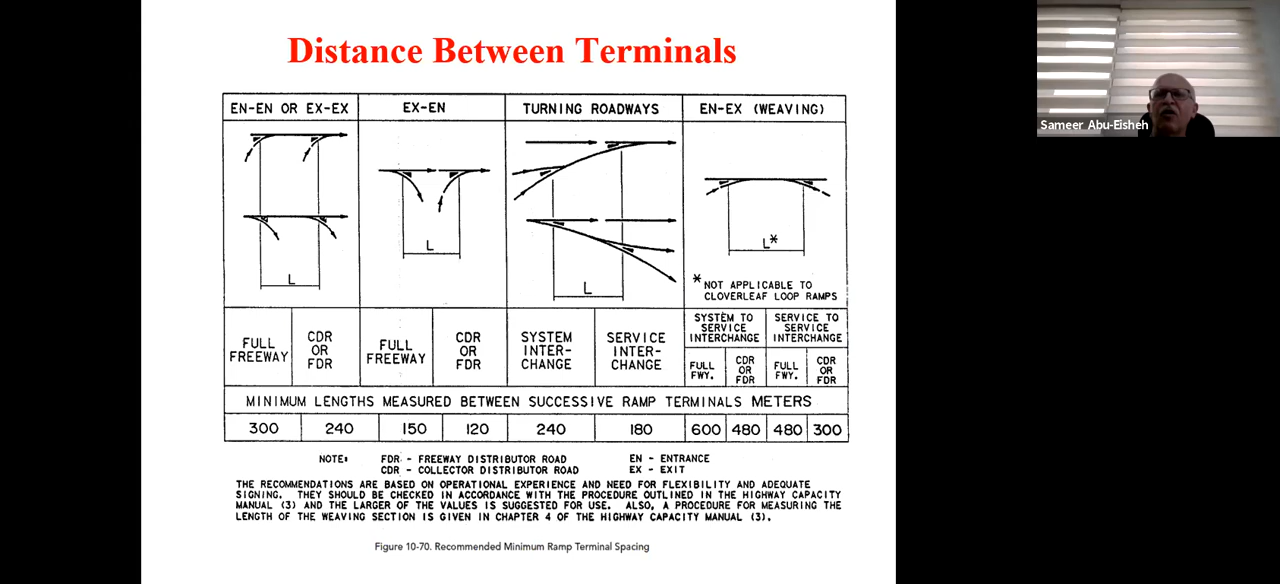 Distance Between Terminals
Sameer Abu-Eisheh
EN-EN OR EX-EX
EX-EN
TURNING ROADWAYS
EN-EX (WEAVING)
L
L
L
L*
* NOT APPLICABLE TO
CLOVERLEAF LOOP RAMPS
FULL
FREEWAY
CDR
OR
FDR
FULL
FREEWAY
CDR
OR
FDR
SYSTEM
INTER-
CHANGE
SERVICE
INTER-
CHANGE
SYSTEM TO
SERVICE
INTERCHANGE
SERVICE TO
SERVICE
INTERCHANGE
FULL
FWY.
CDR
OR
FDR
FULL
FWY.
CDR
OR
FDR
MINIMUM LENGTHS MEASURED BETWEEN SUCCESSIVE RAMP TERMINALS METERS
300 240 150 120 240 180 600 480 480 300
NOTE: FDR - FREEWAY DISTRIBUTOR ROAD EN - ENTRANCE
CDR - COLLECTOR DISTRIBUTOR ROAD EX - EXIT
THE RECOMMENDATIONS ARE BASED ON OPERATIONAL EXPERIENCE AND NEED FOR FLEXIBILITY AND ADEQUATE
SIGNING. THEY SHOULD BE CHECKED IN ACCORDANCE WITH THE PROCEDURE OUTLINED IN THE HIGHWAY CAPACITY
MANUAL (3) AND THE LARGER OF THE VALUES IS SUGGESTED FOR USE. ALSO, A PROCEDURE FOR MEASURING THE
LENGTH OF THE WEAVING SECTION IS GIVEN IN CHAPTER 4 OF THE HIGHWAY CAPACITY MANUAL (3).
Figure 10-70. Recommended Minimum Ramp Terminal Spacing